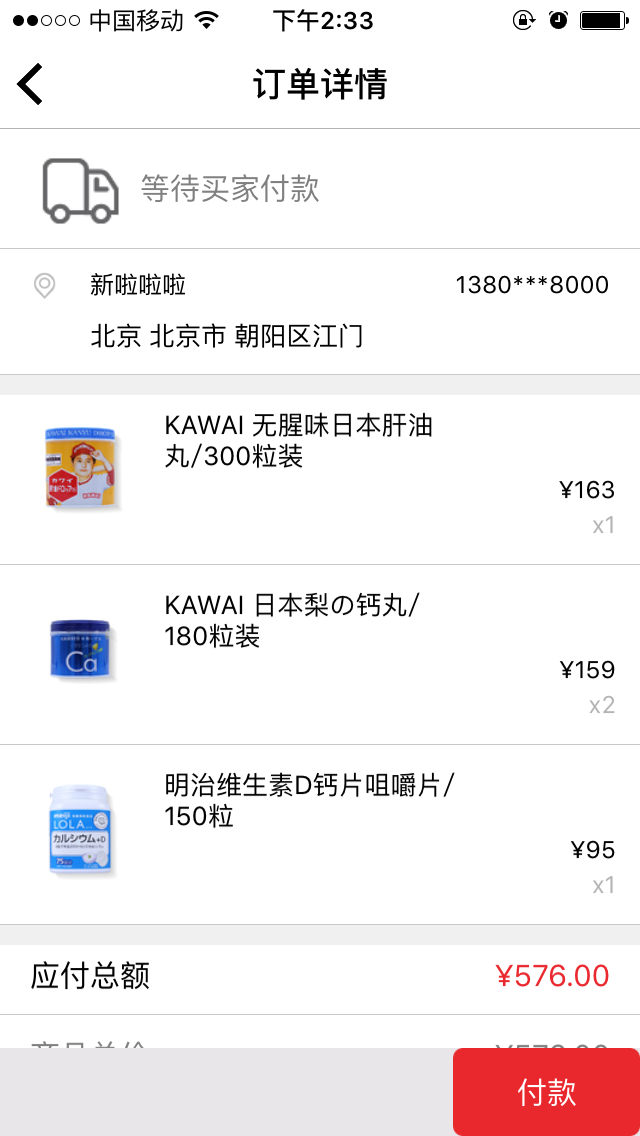 中国移动 下午2:33
订单详情
等待买家付款
新啦啦啦 1380***8000
北京 北京市 朝阳区江门
KAWAI 无腥味日本肝油
丸/300粒装
¥163
x1
KAWAI 日本梨の钙丸/
180粒装
¥159
x2
Ca
明治维生素D钙片咀嚼片/
150粒
¥95
x1
LOLA
カルシウム+D
应付总额 ¥576.00
付款